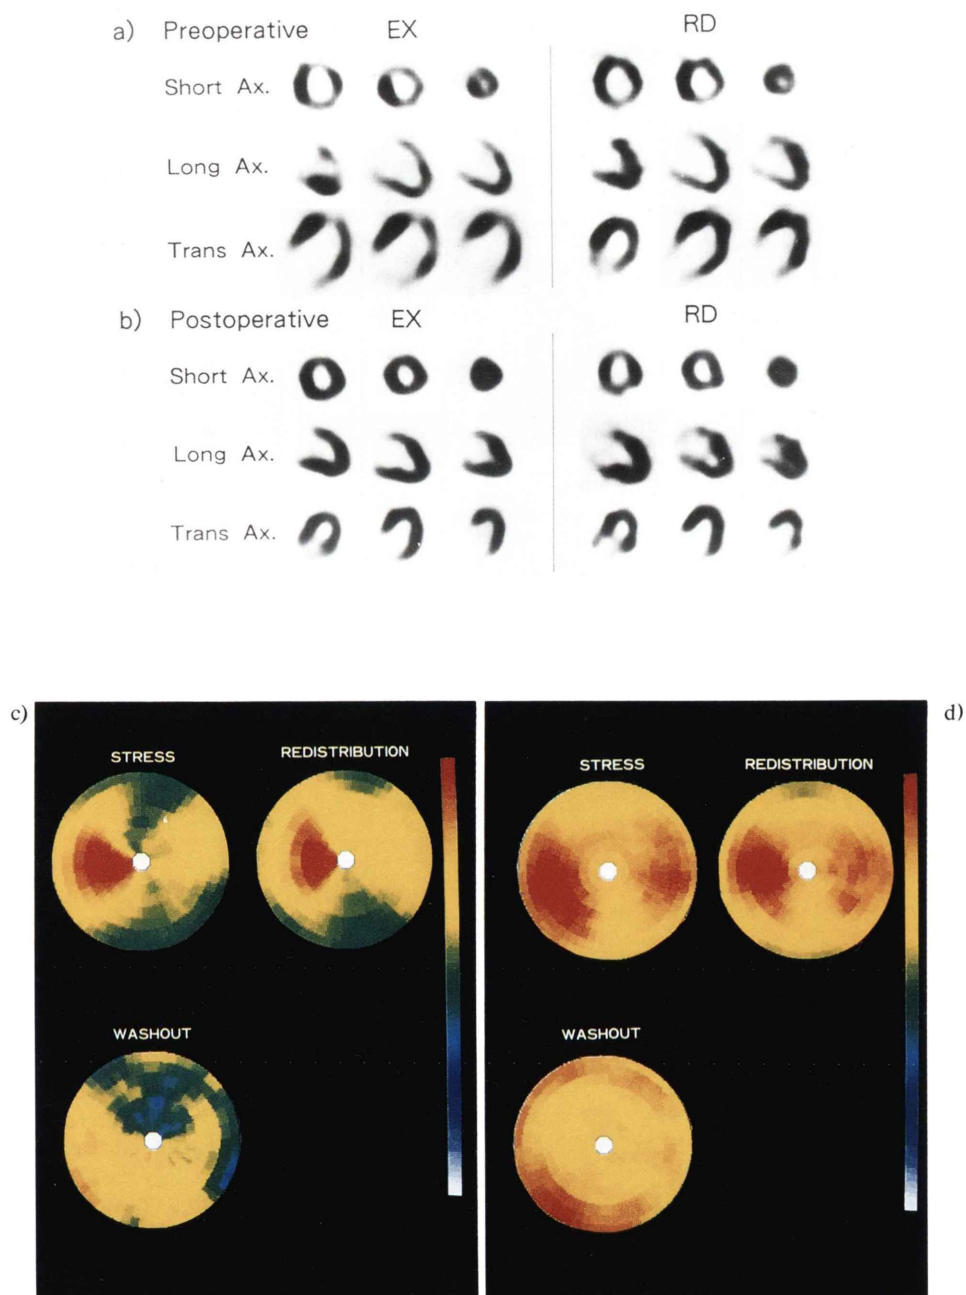 a) Preoperative EX RD
Short Ax.
Long Ax.
Trans Ax.
b) Postoperative EX RD
Short Ax.
Long Ax.
Trans Ax.
c)
STRESS REDISTRIBUTION
WASHOUT
d)
STRESS REDISTRIBUTION
WASHOUT